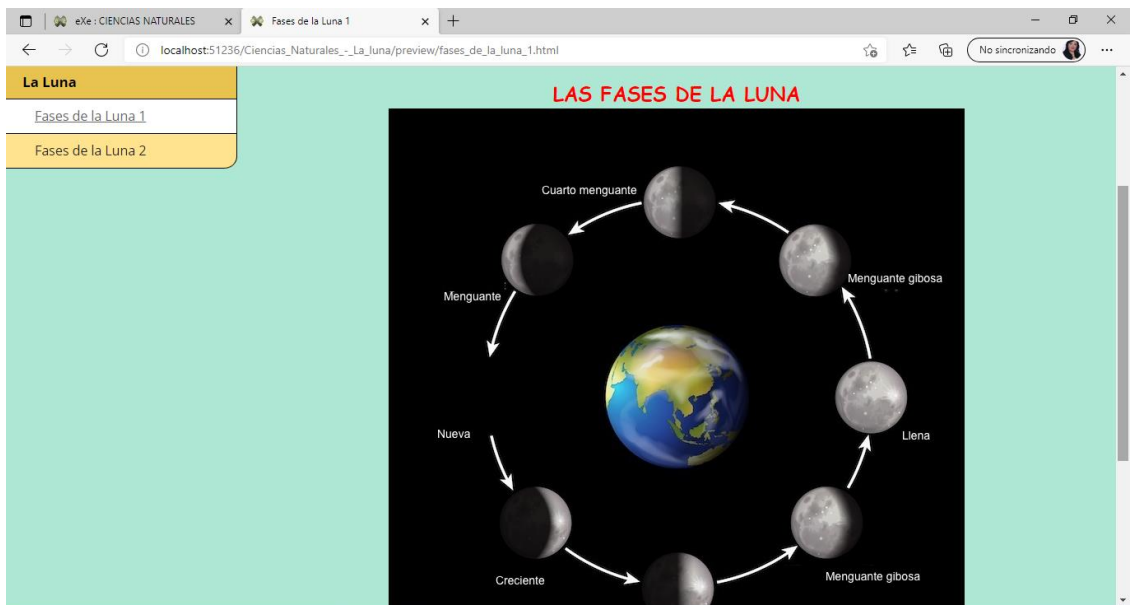 eXe : CIENCIAS NATURALES
Fases de la Luna 1
localhost:51236/Ciencias_Naturales_-_La_luna/preview/fases_de_la_luna_1.html
No sincronizando
La Luna
Fases de la Luna 1
Fases de la Luna 2
LAS FASES DE LA LUNA
Cuarto menguante
Menguante gibosa
Menguante
Llena
Nueva
Creciente
Menguante gibosa